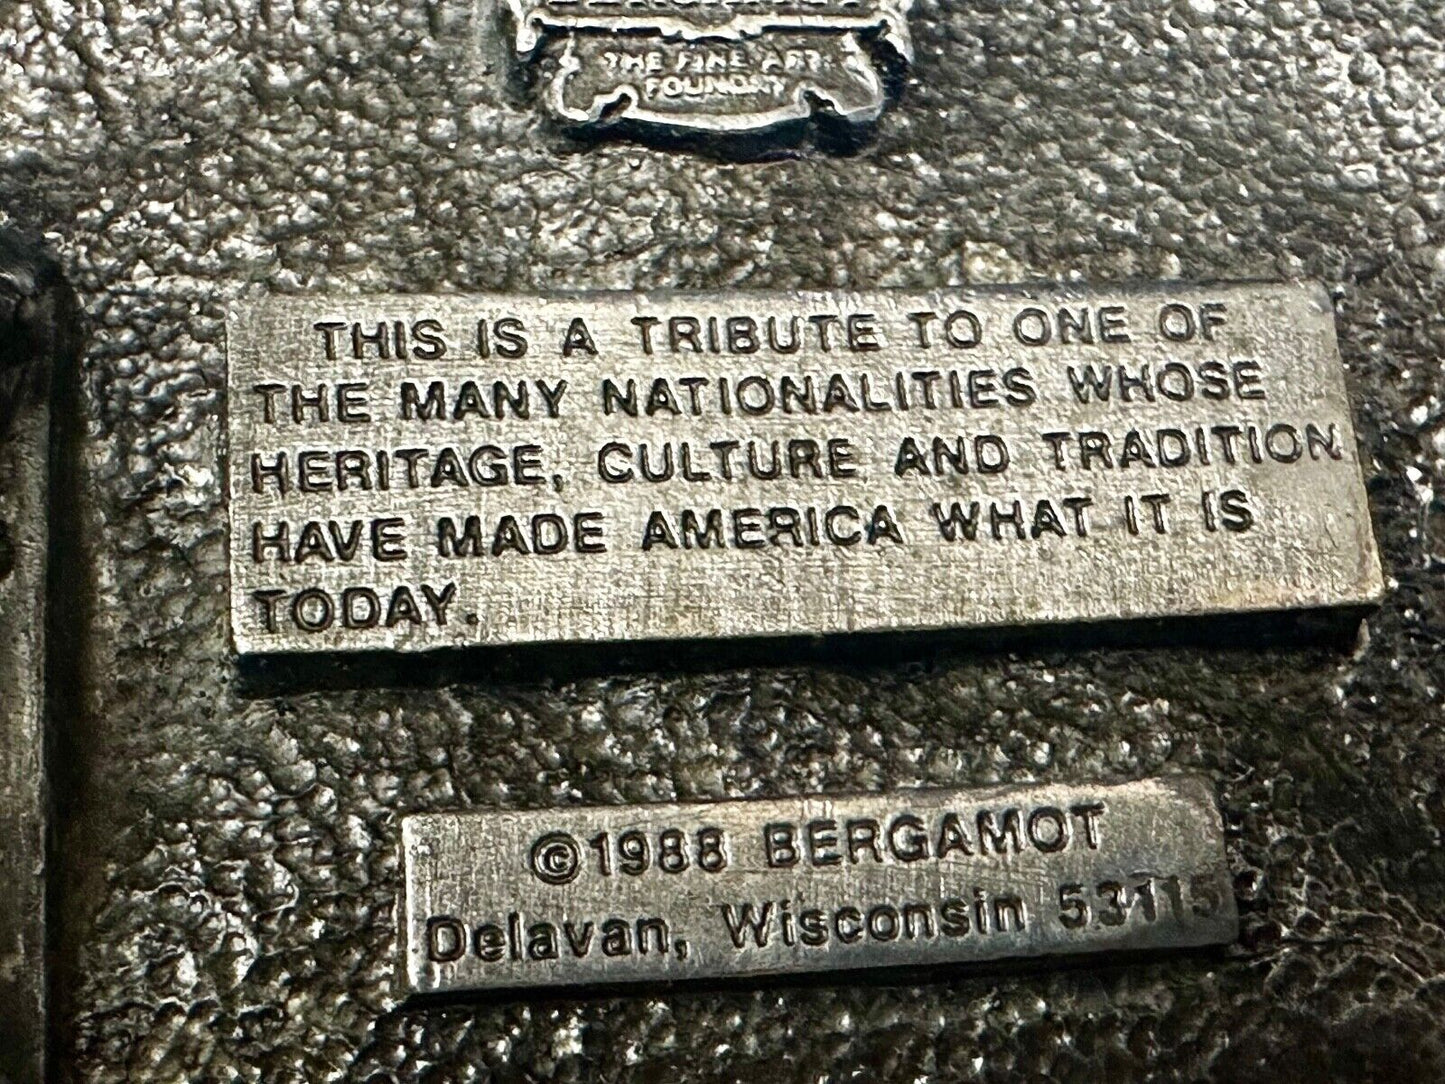 THE FINE ART
FOUNDRY
THIS IS A TRIBUTE TO ONE OF
THE MANY NATIONALITIES WHOSE
HERITAGE, CULTURE AND TRADITION
HAVE MADE AMERICA WHAT IT IS
TODAY.
©1988 BERGAMOT
Delavan, Wisconsin 53115